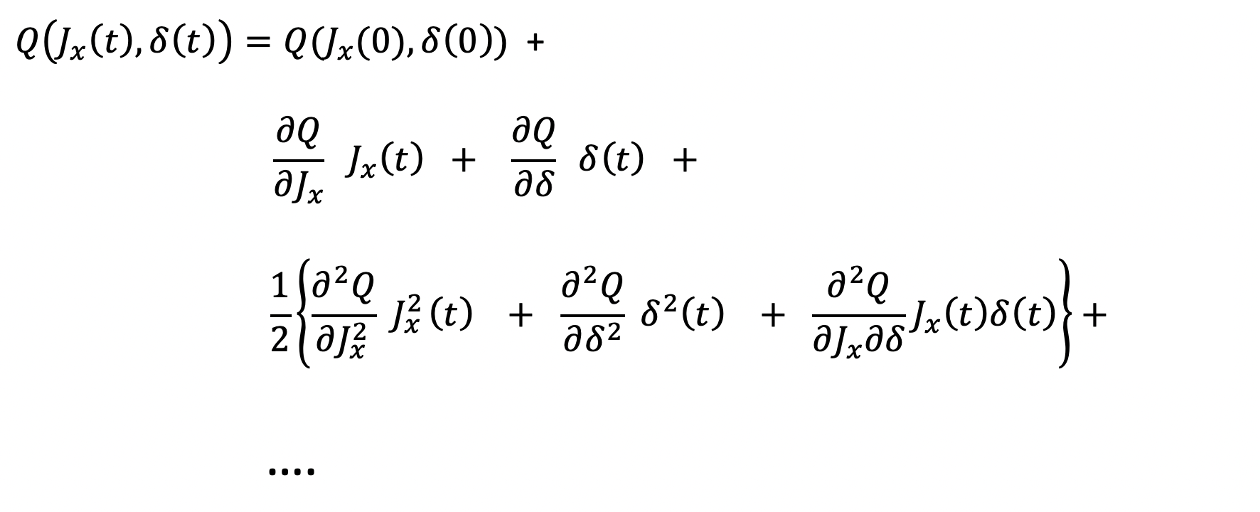 Q(Jₓ(t), δ(t)) = Q(Jₓ(0), δ(0)) +
∂Q/∂Jₓ Jₓ(t) + ∂Q/∂δ δ(t) +
1/2 {∂²Q/∂Jₓ² Jₓ²(t) + ∂²Q/∂δ² δ²(t) + ∂²Q/∂Jₓ∂δ Jₓ(t)δ(t)} +
....